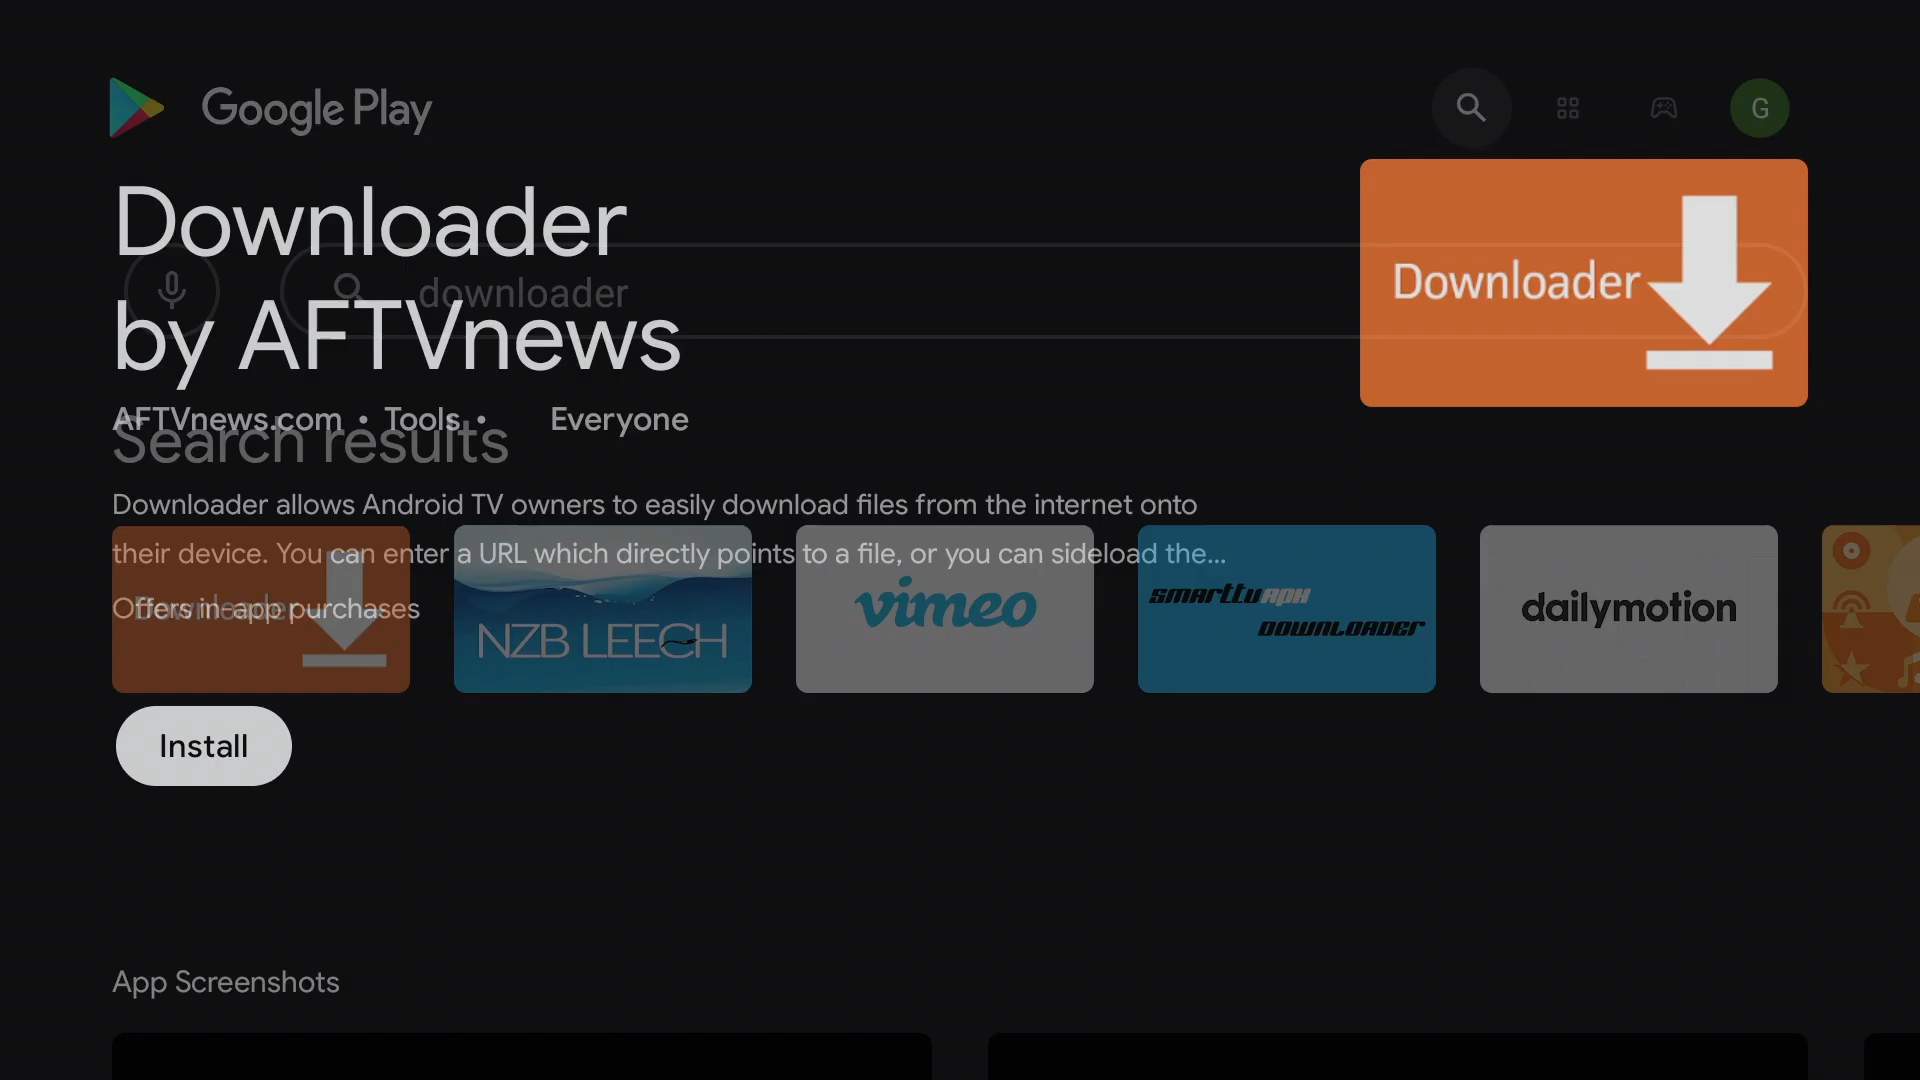 Google Play
G
Downloader
by AFTVnews
downloader
Downloader
AFTVnews.com • Tools • Everyone
Search results
Downloader allows Android TV owners to easily download files from the internet onto
their device. You can enter a URL which directly points to a file, or you can sideload the...
Offers in-app purchases
Downloader
NZB LEECH
vimeo
smarttvAPK
DOWNLOADER
dailymotion
Install
App Screenshots